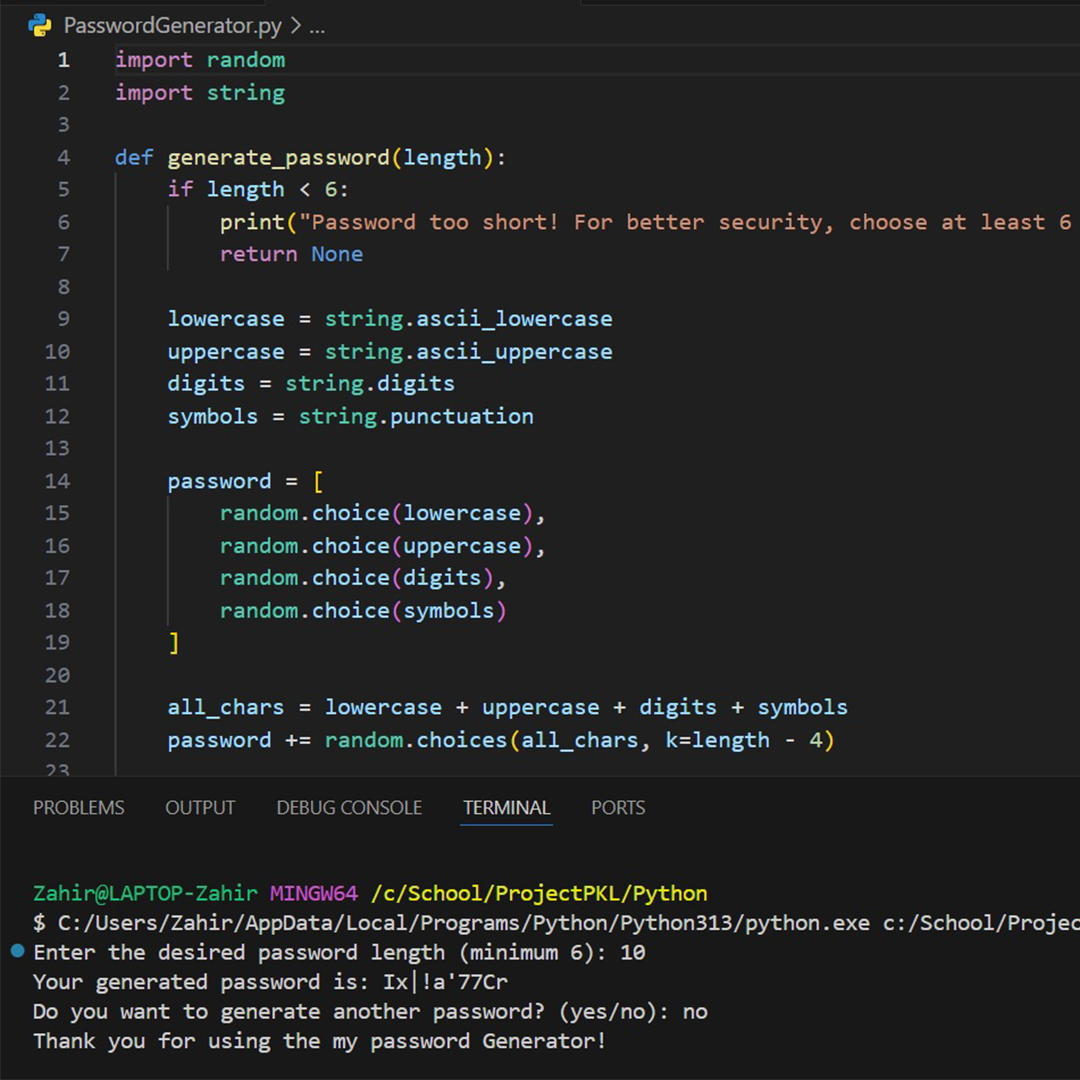 PasswordGenerator.py > ...
1 import random
2 import string
3
4 def generate_password(length):
5     if length < 6:
6         print("Password too short! For better security, choose at least 6
7         return None
8
9     lowercase = string.ascii_lowercase
10     uppercase = string.ascii_uppercase
11     digits = string.digits
12     symbols = string.punctuation
13
14     password = [
15         random.choice(lowercase),
16         random.choice(uppercase),
17         random.choice(digits),
18         random.choice(symbols)
19     ]
20
21     all_chars = lowercase + uppercase + digits + symbols
22     password += random.choices(all_chars, k=length - 4)
23
PROBLEMS OUTPUT DEBUG CONSOLE TERMINAL PORTS
Zahir@LAPTOP-Zahir MINGW64 /c/School/ProjectPKL/Python
$ C:/Users/Zahir/AppData/Local/Programs/Python/Python313/python.exe c:/School/Projec
Enter the desired password length (minimum 6): 10
Your generated password is: Ix|!a'77Cr
Do you want to generate another password? (yes/no): no
Thank you for using the my password Generator!